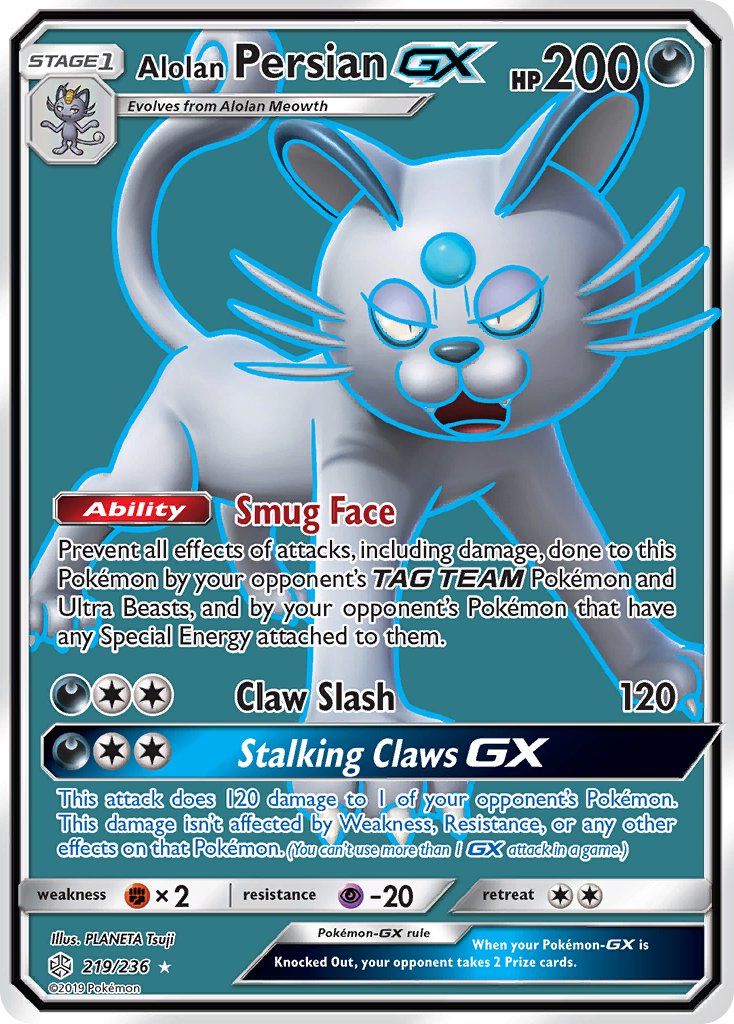 STAGE1
Alolan Persian GX
HP200
Evolves from Alolan Meowth
Ability Smug Face
Prevent all effects of attacks, including damage, done to this
Pokémon by your opponent's TAG TEAM Pokémon and
Ultra Beasts, and by your opponent's Pokémon that have
any Special Energy attached to them.
Claw Slash 120
Stalking Claws GX
This attack does 120 damage to 1 of your opponent's Pokémon.
This damage isn't affected by Weakness, Resistance, or any other
effects on that Pokémon. (You can't use more than 1 GX attack in a game.)
weakness ×2 resistance -20 retreat
Illus. PLANETA Tsuji
219/236
©2019 Pokémon
Pokémon-GX rule
When your Pokémon-GX is
Knocked Out, your opponent takes 2 Prize cards.